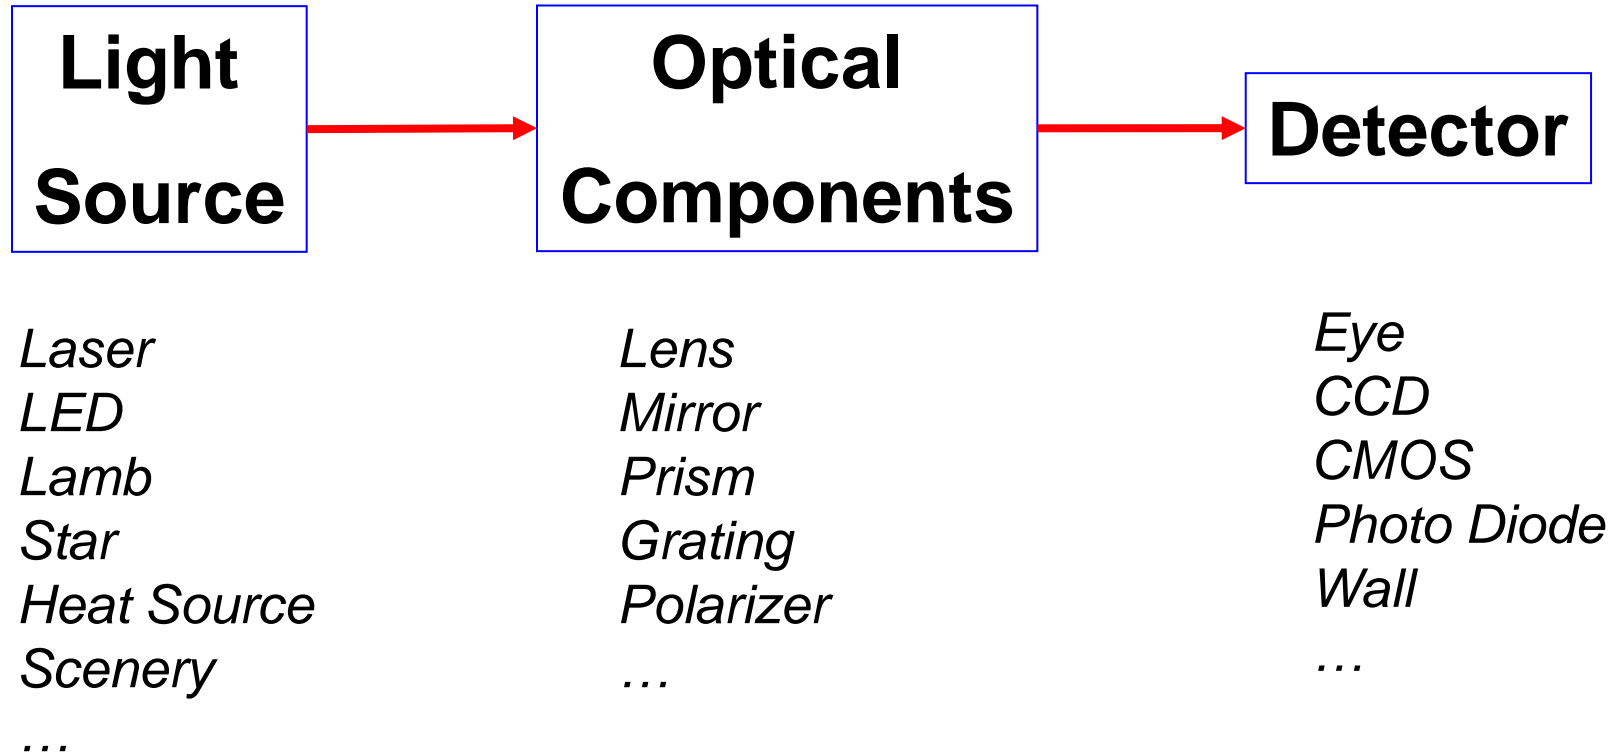 Light
Source
Optical
Components
Detector
Laser
LED
Lamb
Star
Heat Source
Scenery
…
Lens
Mirror
Prism
Grating
Polarizer
…
Eye
CCD
CMOS
Photo Diode
Wall
…